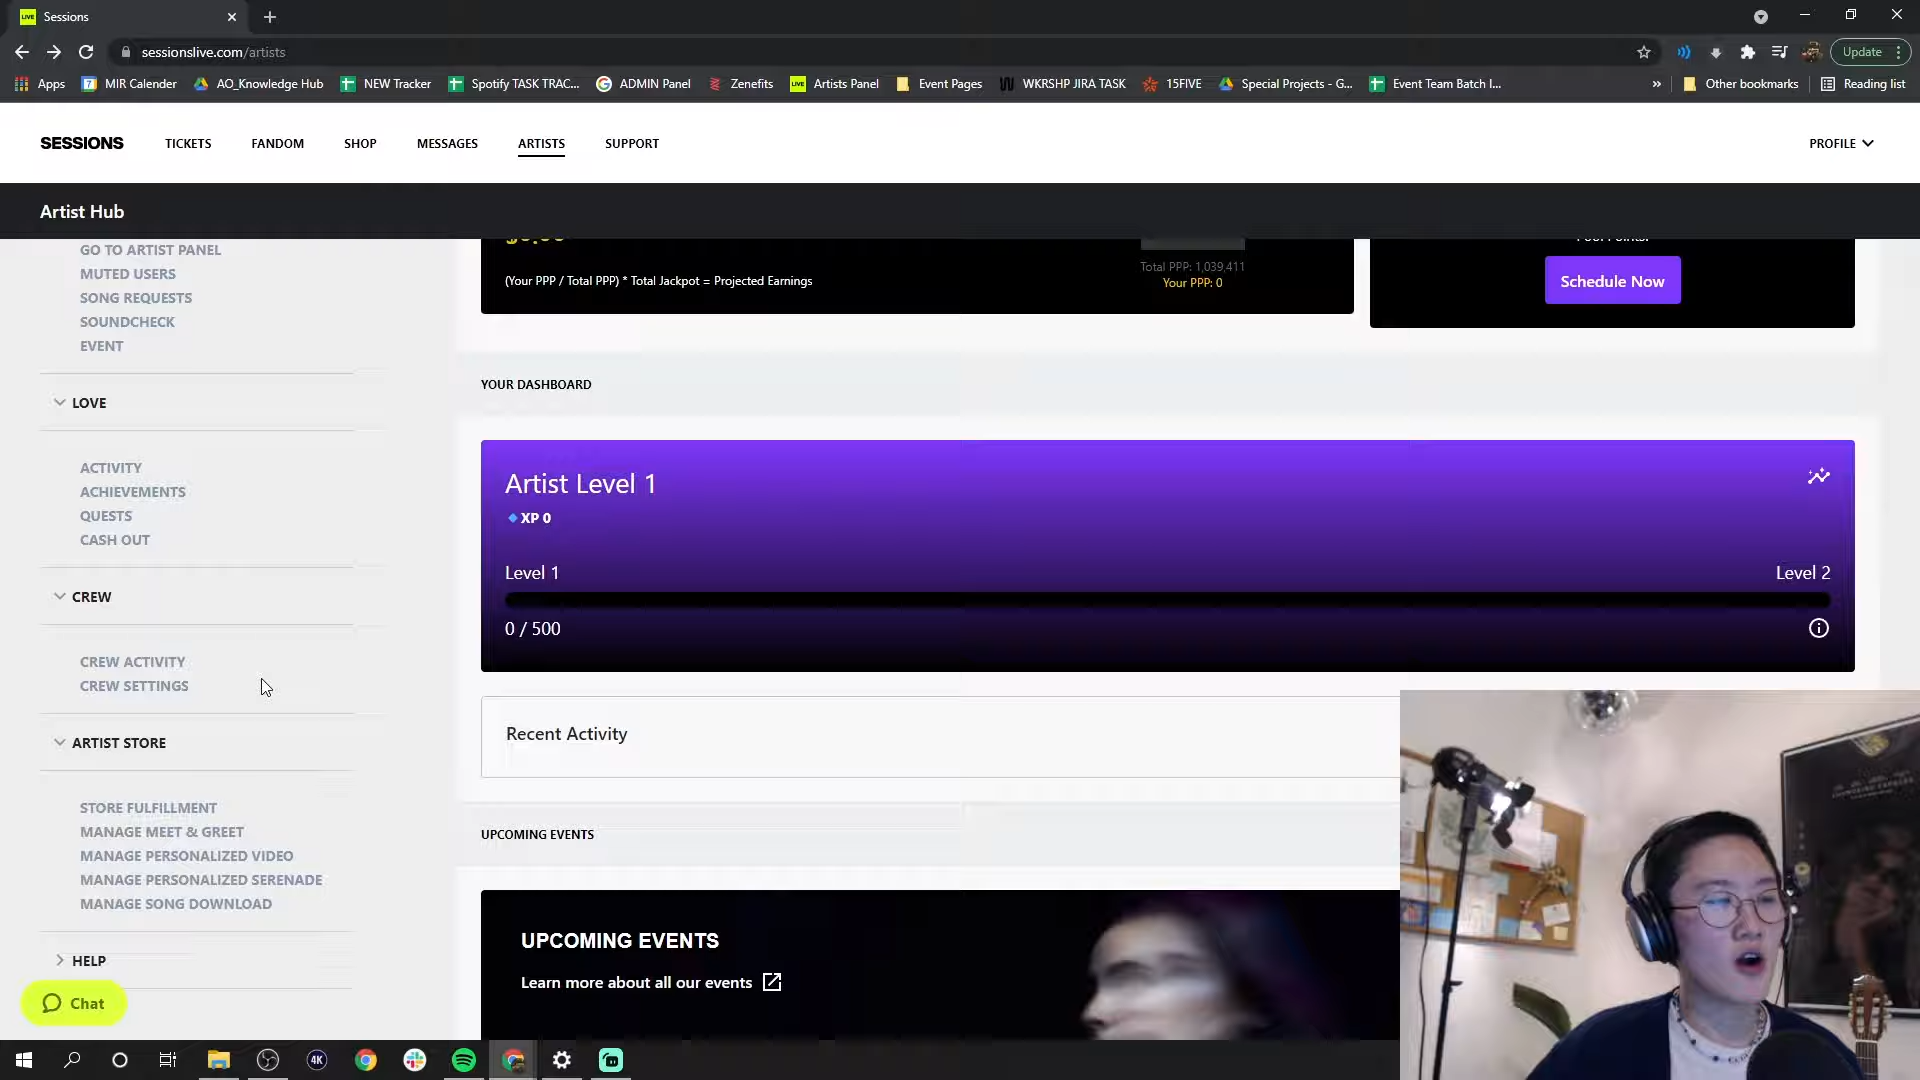 LIVE Sessions
sessionslive.com/artists
Update
Apps
MIR Calender
AO_Knowledge Hub
NEW Tracker
Spotify TASK TRAC...
ADMIN Panel
Zenefits
LIVE Artists Panel
Event Pages
WKRSHP JIRA TASK
15FIVE
Special Projects - G...
Event Team Batch I...
»
Other bookmarks
Reading list
SESSIONS
TICKETS
FANDOM
SHOP
MESSAGES
ARTISTS
SUPPORT
PROFILE
Artist Hub
GO TO ARTIST PANEL
MUTED USERS
SONG REQUESTS
SOUNDCHECK
EVENT
LOVE
ACTIVITY
ACHIEVEMENTS
QUESTS
CASH OUT
CREW
CREW ACTIVITY
CREW SETTINGS
ARTIST STORE
STORE FULFILLMENT
MANAGE MEET & GREET
MANAGE PERSONALIZED VIDEO
MANAGE PERSONALIZED SERENADE
MANAGE SONG DOWNLOAD
HELP
Chat
(Your PPP / Total PPP) * Total Jackpot = Projected Earnings
Total PPP: 1,039,411
Your PPP: 0
Schedule Now
YOUR DASHBOARD
Artist Level 1
XP 0
Level 1
Level 2
0 / 500
Recent Activity
UPCOMING EVENTS
UPCOMING EVENTS
Learn more about all our events
4K